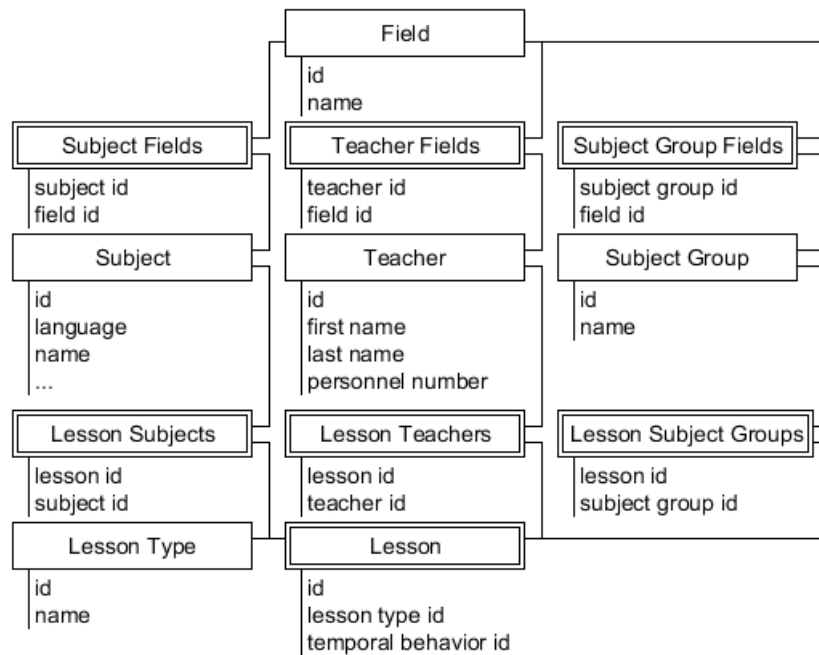 Field
id
name
Subject Fields
subject id
field id
Teacher Fields
teacher id
field id
Subject Group Fields
subject group id
field id
Subject
id
language
name
...
Teacher
id
first name
last name
personnel number
Subject Group
id
name
Lesson Subjects
lesson id
subject id
Lesson Teachers
lesson id
teacher id
Lesson Subject Groups
lesson id
subject group id
Lesson Type
id
name
Lesson
id
lesson type id
temporal behavior id